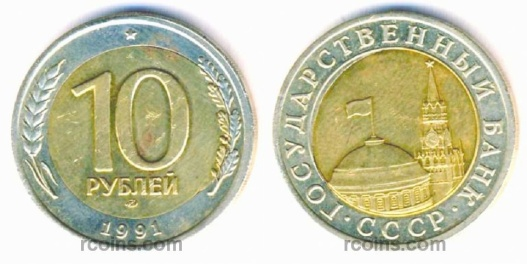 10
РУБЛЕЙ
1991
ГОСУДАРСТВЕННЫЙ БАНК
СССР
rcoins.com
rcoins.com